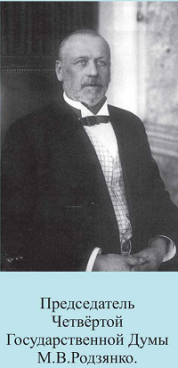 Председатель
Четвёртой
Государственной Думы
М.В.Родзянко.